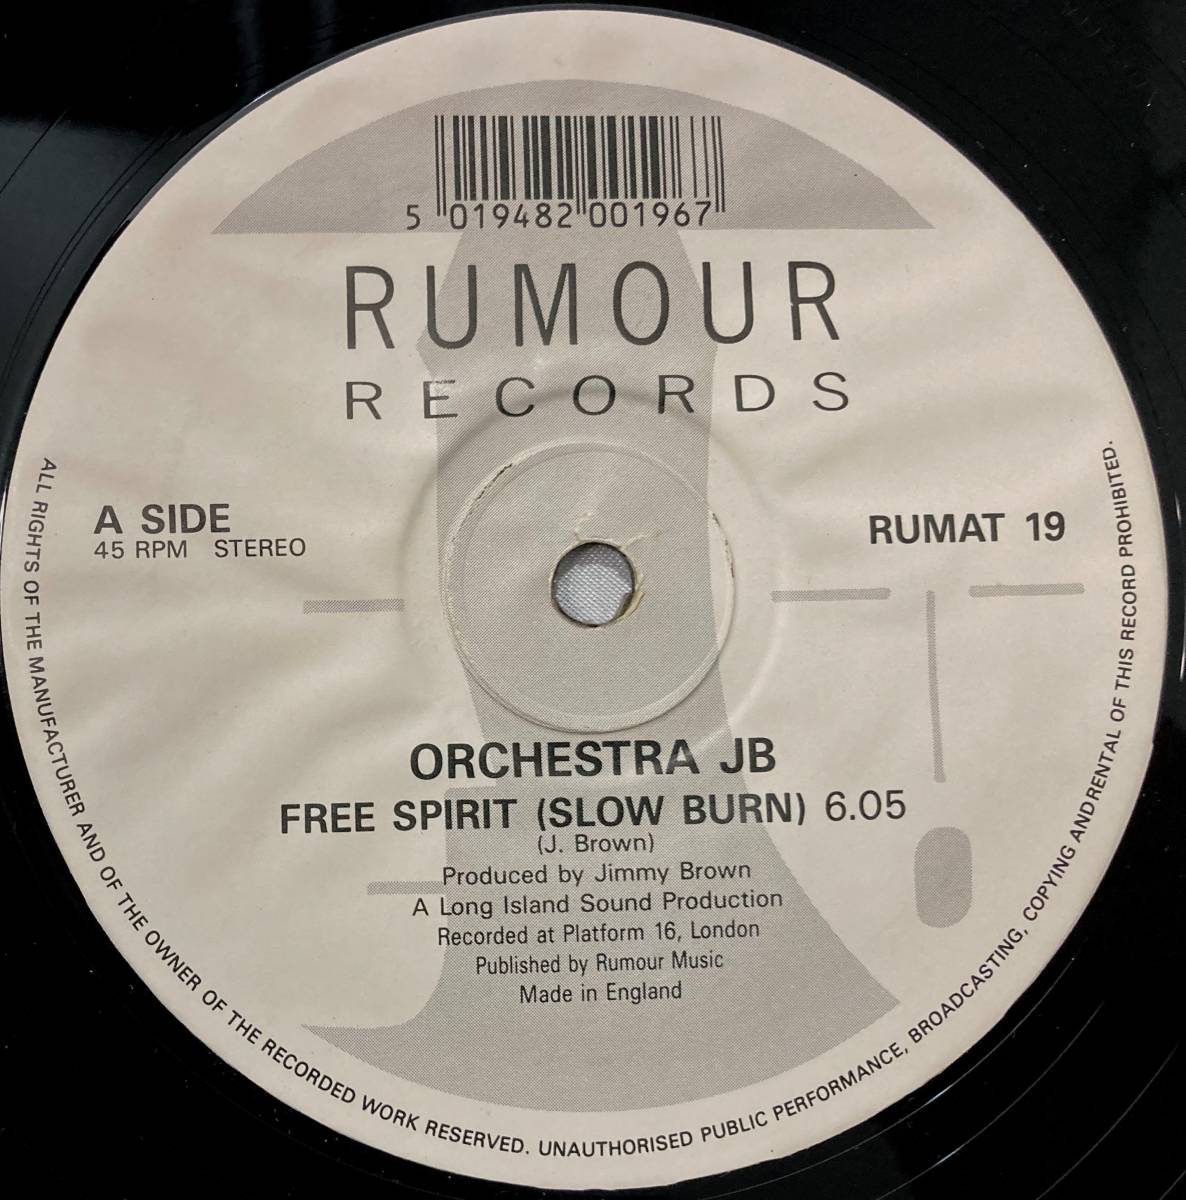 5 019482 001967
RUMOUR
RECORDS
A SIDE
45 RPM STEREO
RUMAT 19
ORCHESTRA JB
FREE SPIRIT (SLOW BURN) 6.05
(J. Brown)
Produced by Jimmy Brown
A Long Island Sound Production
Recorded at Platform 16, London
Published by Rumour Music
Made in England
ALL RIGHTS OF THE MANUFACTURER AND OF THE OWNER OF THE RECORDED WORK RESERVED. UNAUTHORISED PUBLIC PERFORMANCE, BROADCASTING, COPYING ANDRENTAL OF THIS RECORD PROHIBITED.